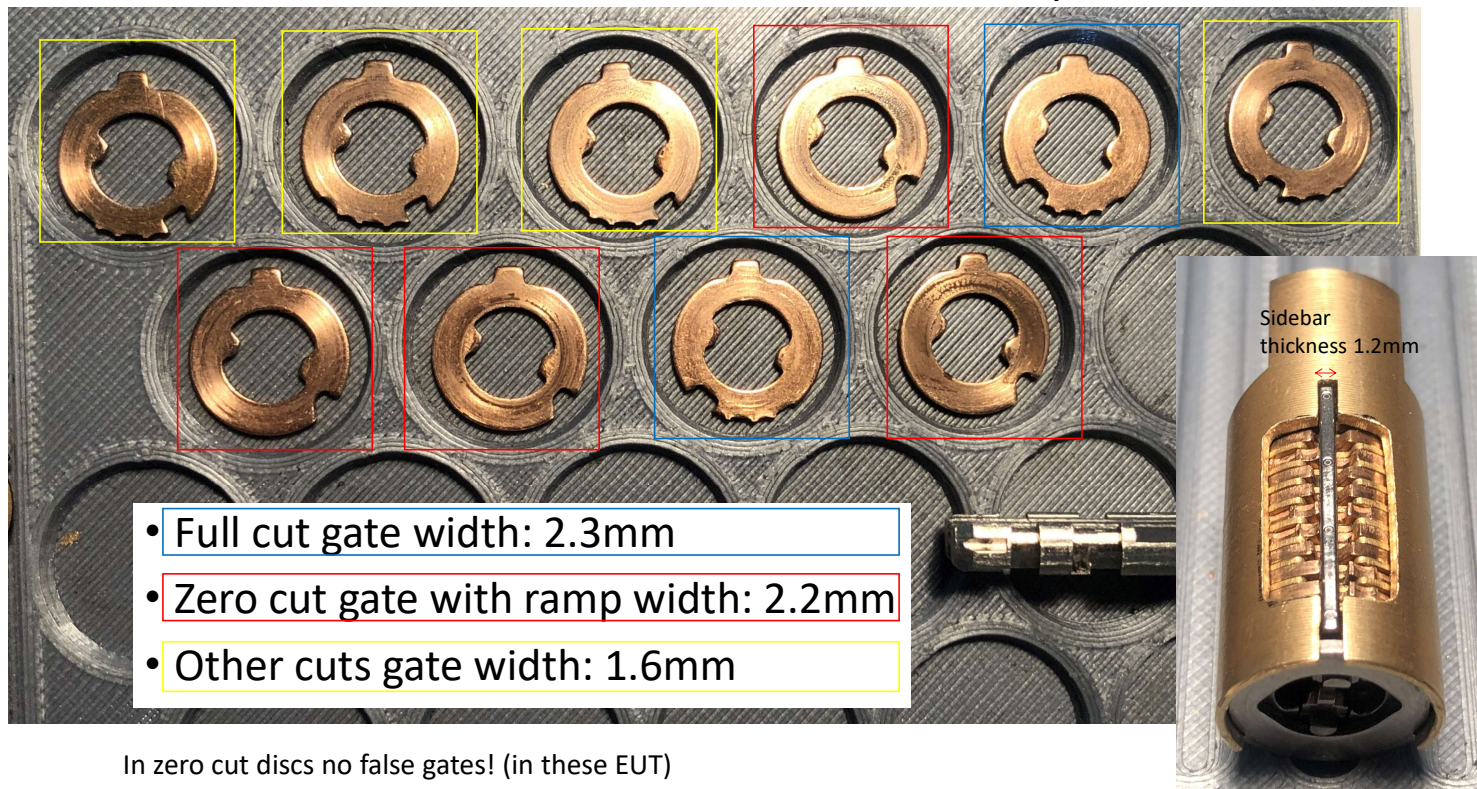 Sidebar
thickness 1.2mm
• Full cut gate width: 2.3mm
• Zero cut gate with ramp width: 2.2mm
• Other cuts gate width: 1.6mm
In zero cut discs no false gates! (in these EUT)